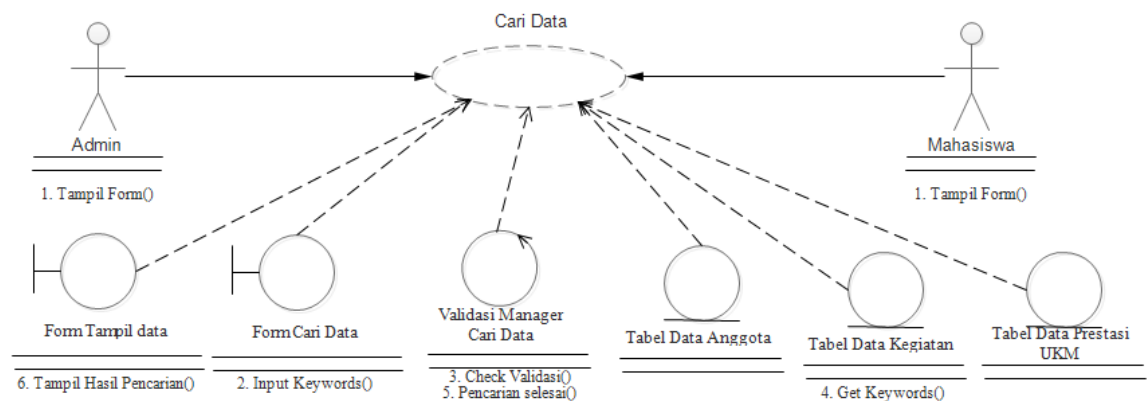 Cari Data
Admin
1. Tampil Form()
Mahasiswa
1. Tampil Form()
Form Tampil data
6. Tampil Hasil Pencarian()
Form Cari Data
2. Input Keywords()
Validasi Manager
Cari Data
3. Check Validasi()
5. Pencarian selesai()
Tabel Data Anggota
Tabel Data Kegiatan
4. Get Keywords()
Tabel Data Prestasi
UKM